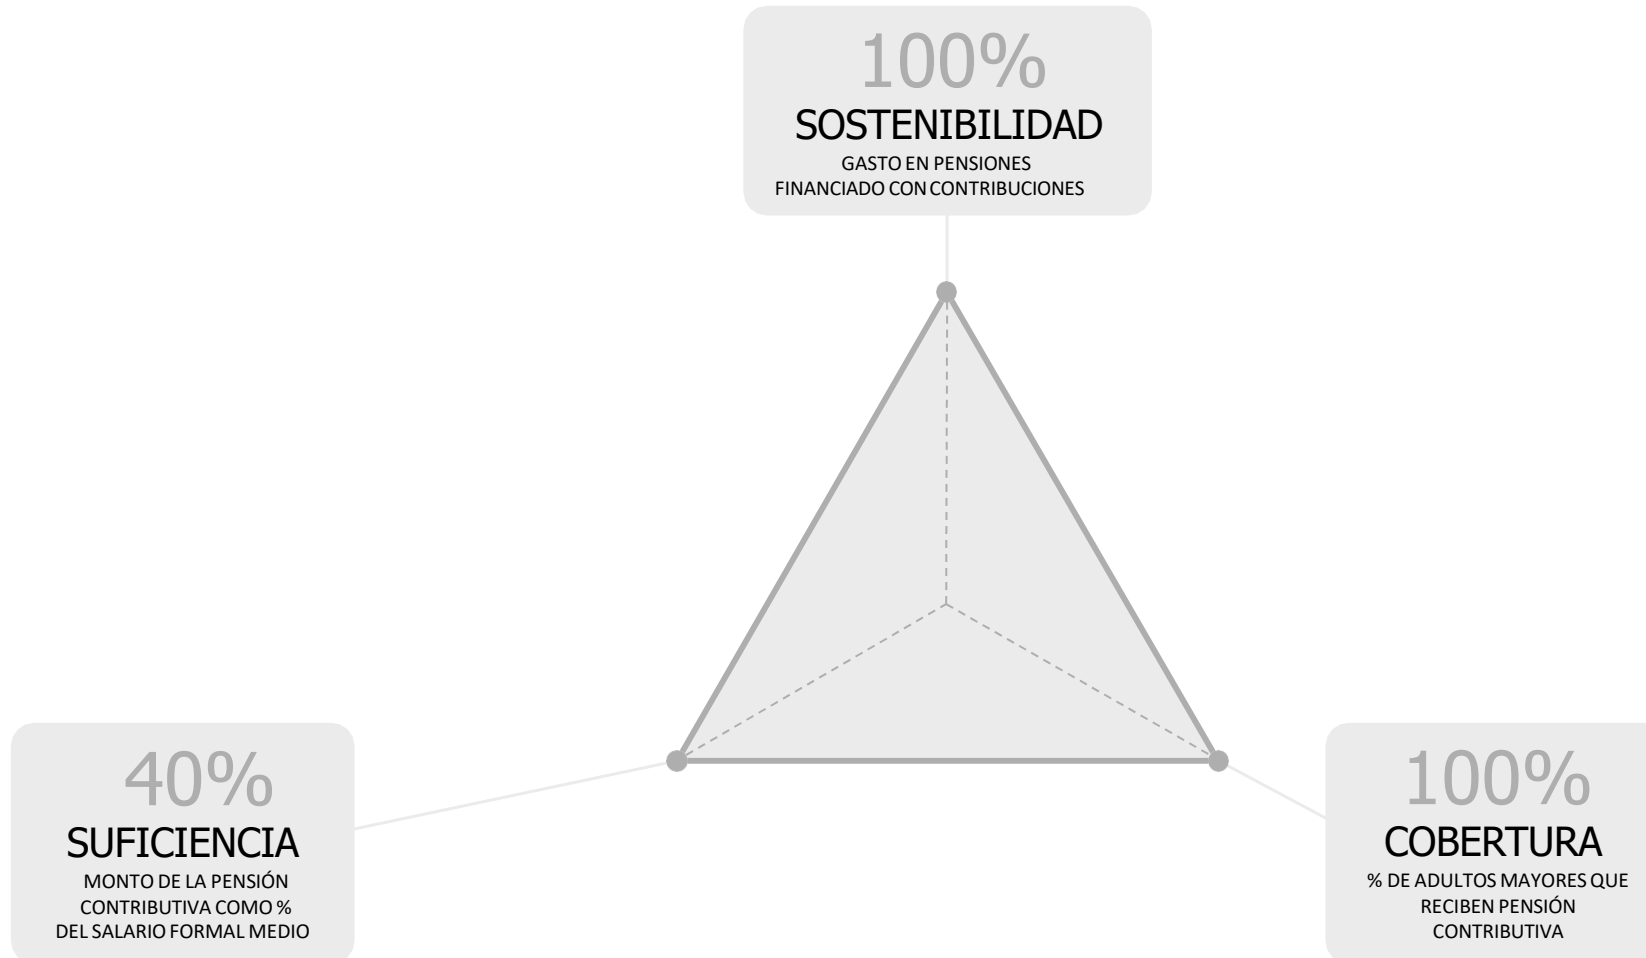 100%
SOSTENIBILIDAD
GASTO EN PENSIONES
FINANCIADO CON CONTRIBUCIONES
40%
SUFICIENCIA
MONTO DE LA PENSIÓN
CONTRIBUTIVA COMO %
DEL SALARIO FORMAL MEDIO
100%
COBERTURA
% DE ADULTOS MAYORES QUE
RECIBEN PENSIÓN
CONTRIBUTIVA